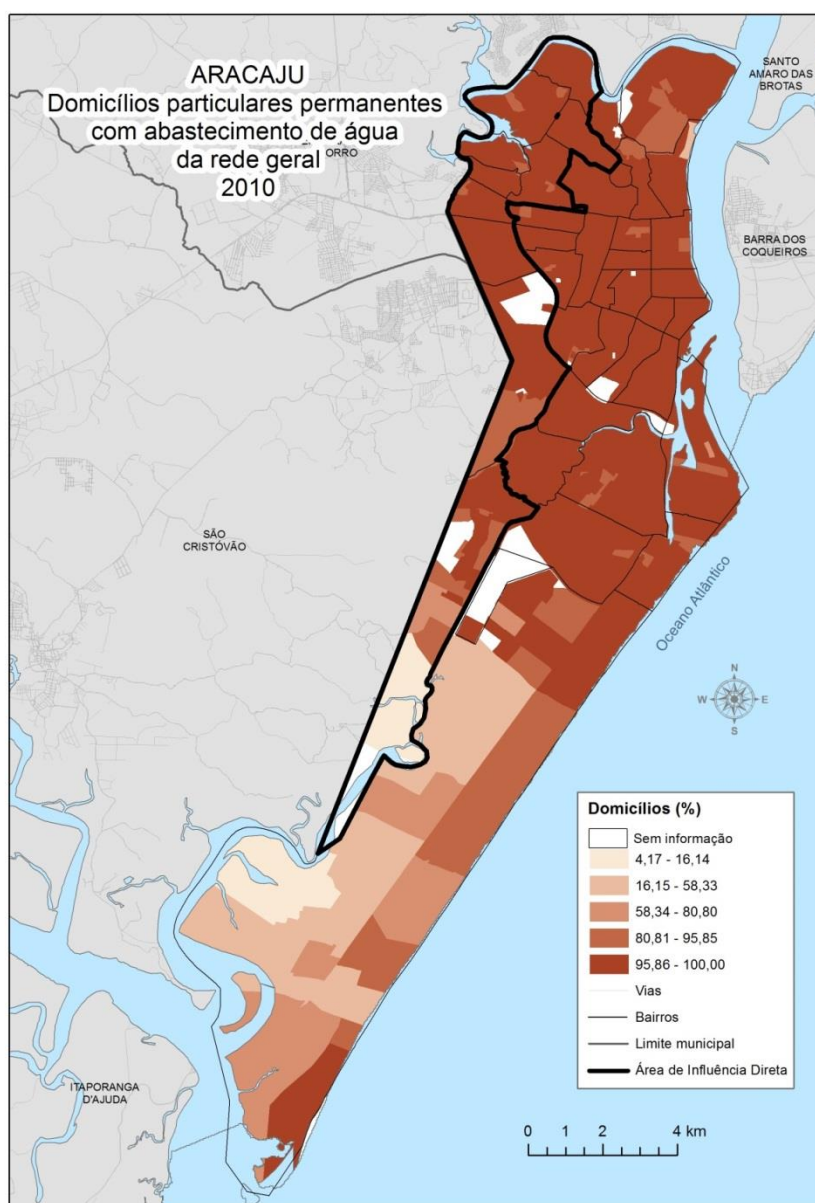 ARACAJU
Domicílios particulares permanentes
com abastecimento de água
da rede geral
2010
ORRO
SANTO
AMARO DAS
BROTAS
BARRA DOS
COQUEIROS
SÃO
CRISTÓVÃO
Oceano Atlântico
N
W
E
S
ITAPORANGA
D'AJUDA
Domicílios (%)
Sem informação
4,17 - 16,14
16,15 - 58,33
58,34 - 80,80
80,81 - 95,85
95,86 - 100,00
Vias
Bairros
Limite municipal
Área de Influência Direta
0 1 2 4 km